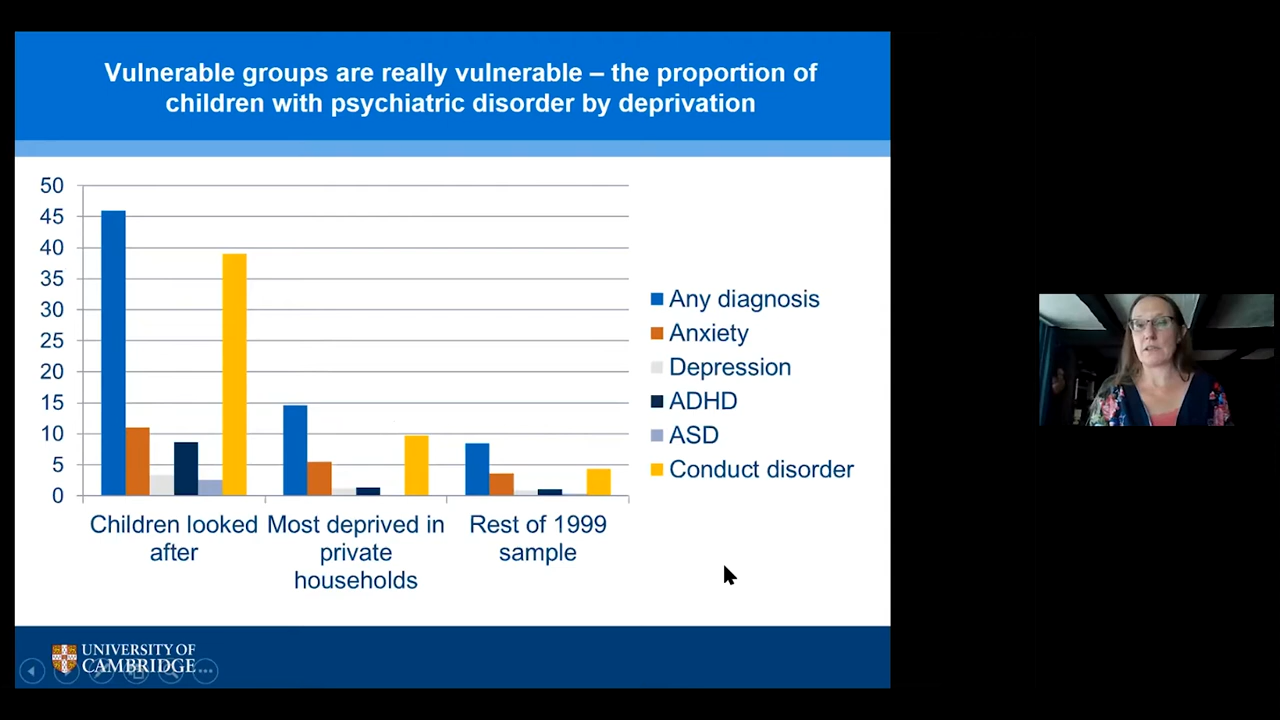 Vulnerable groups are really vulnerable – the proportion of
children with psychiatric disorder by deprivation
50
45
40
35
30
25
20
15
10
5
0
Children looked
after
Most deprived in
private
households
Rest of 1999
sample
Any diagnosis
Anxiety
Depression
ADHD
ASD
Conduct disorder
UNIVERSITY OF
CAMBRIDGE